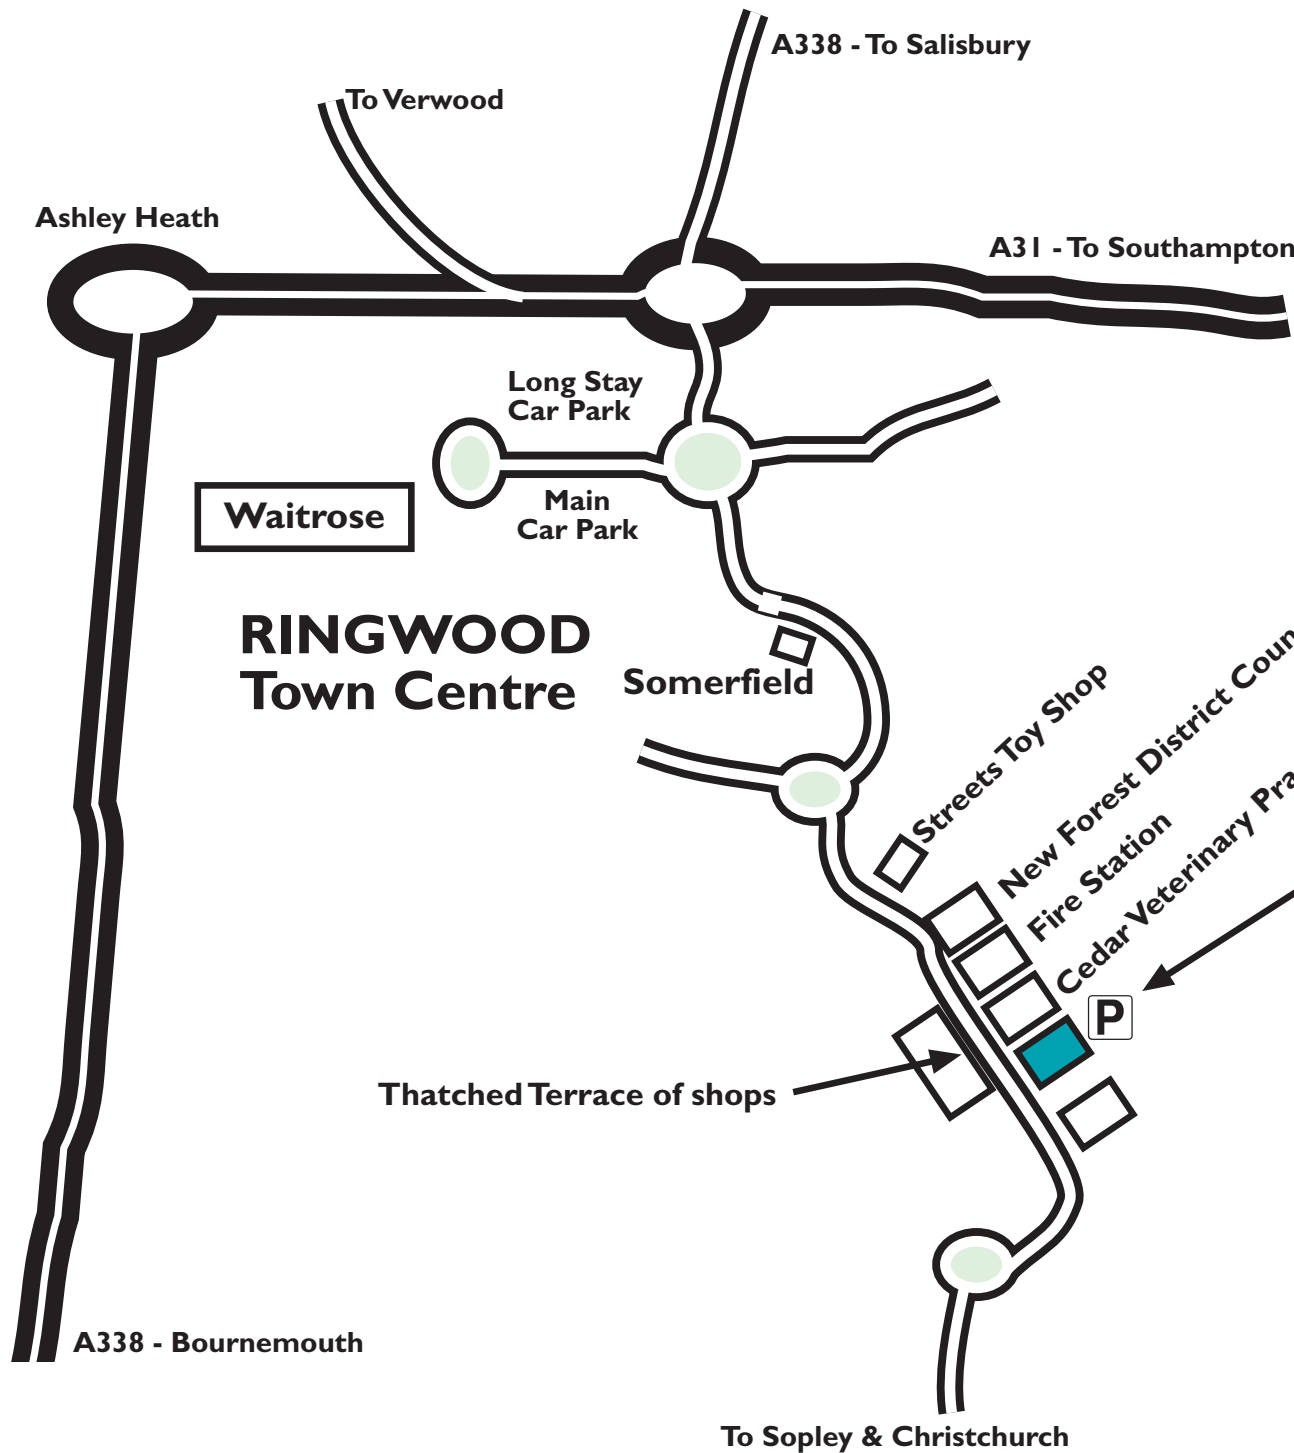 A338 - To Salisbury
To Verwood
Ashley Heath
A31 - To Southampton
Long Stay
Car Park
Main
Car Park
Waitrose
RINGWOOD
Town Centre
Somerfield
Streets Toy Shop
New Forest District
Fire Station
Cedar Veterinary
P
Thatched Terrace of shops
A338 - Bournemouth
To Sopley & Christchurch